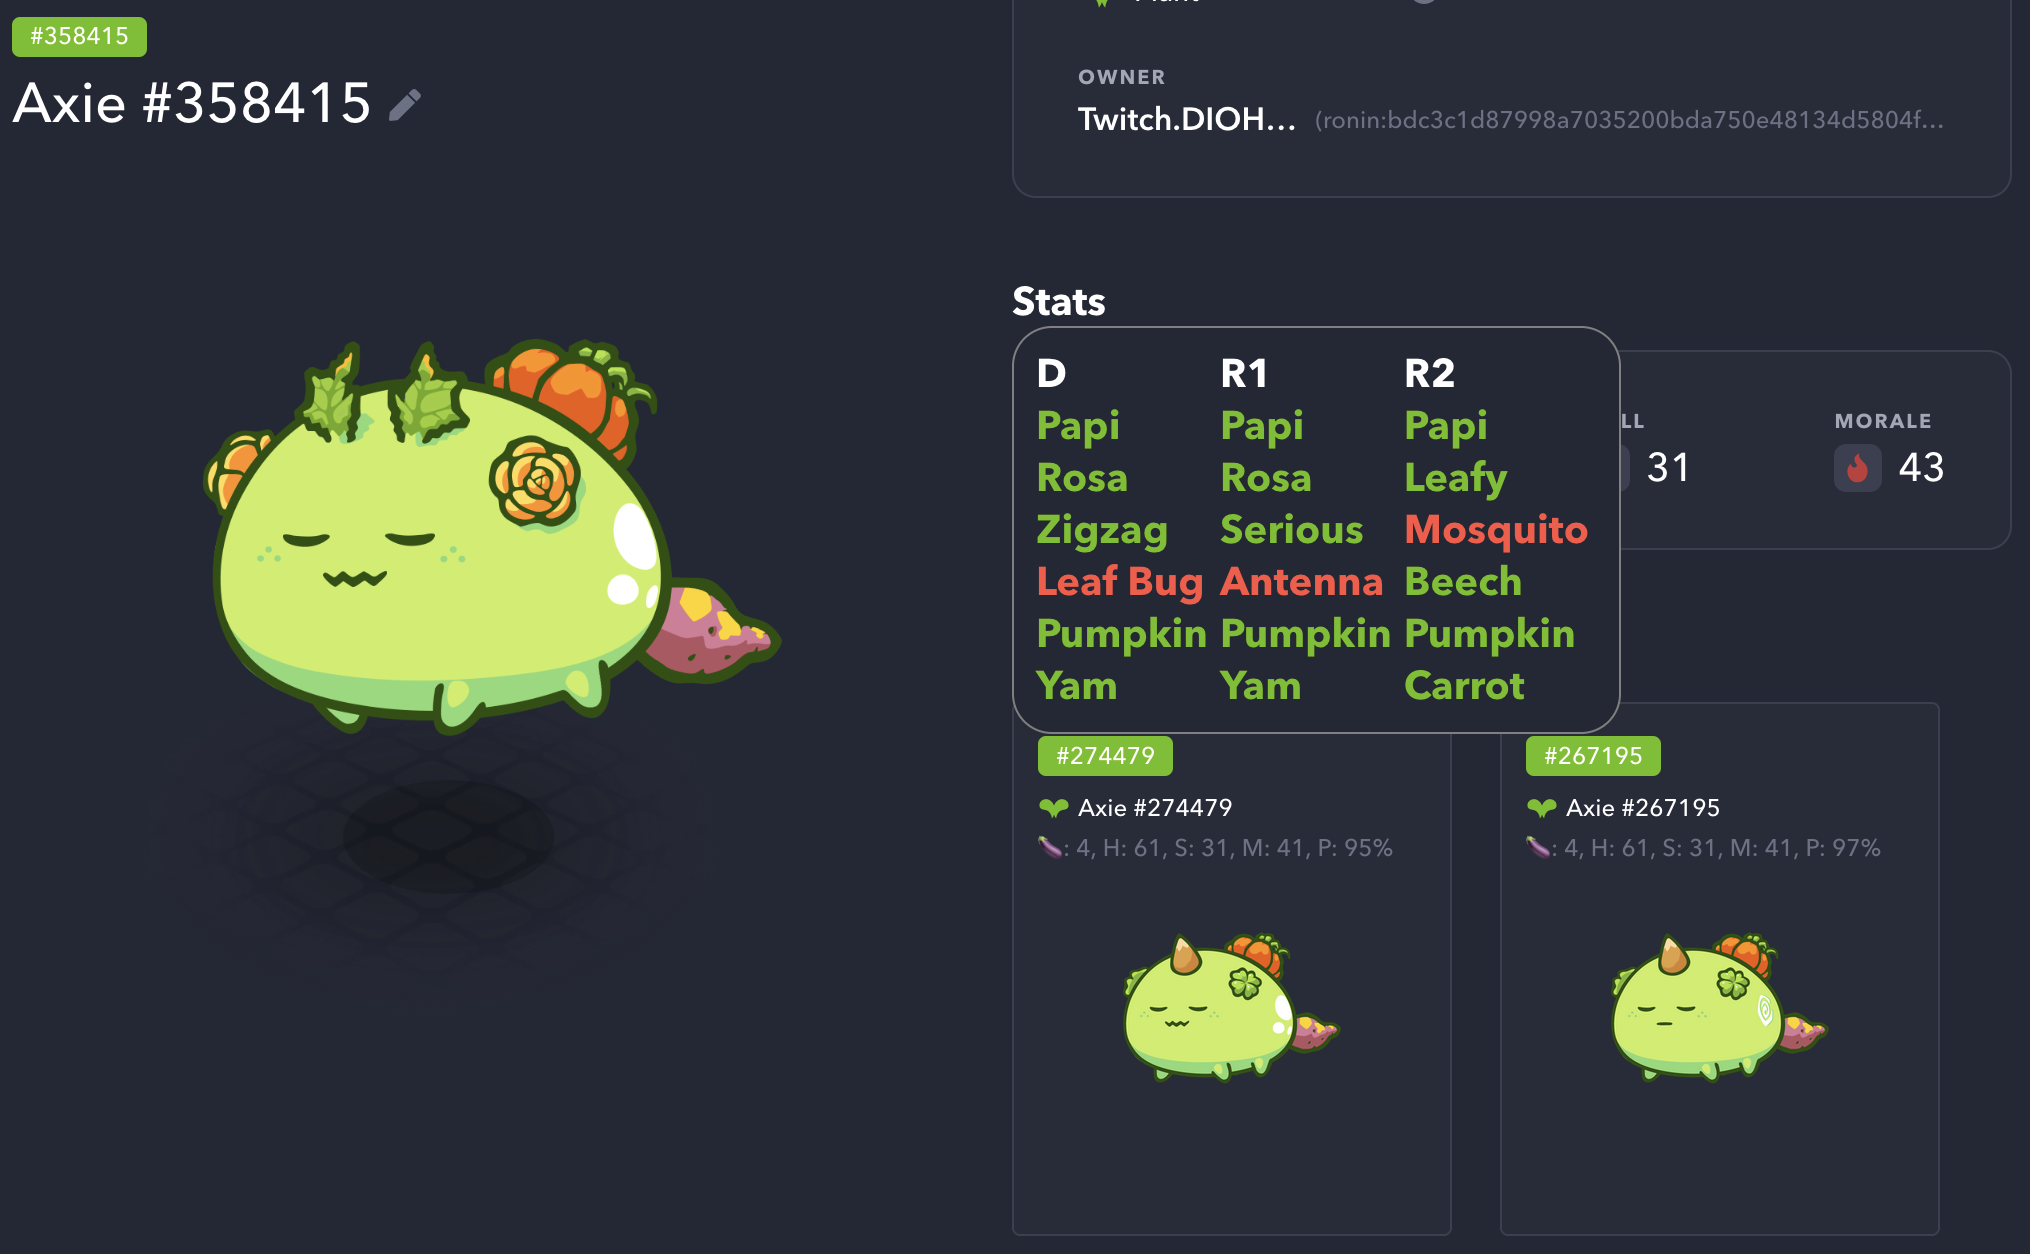 #358415
Axie #358415
OWNER
Twitch.DIOH... (ronin:bdc3c1d87998a7035200bda750e48134d5804f...
Stats
D R1 R2
Papi Papi Papi
Rosa Rosa Leafy
Zigzag Serious Mosquito
Leaf Bug Antenna Beech
Pumpkin Pumpkin Pumpkin
Yam Yam Carrot
LL
31
MORALE
43
#274479
Axie #274479
: 4, H: 61, S: 31, M: 41, P: 95%
#267195
Axie #267195
: 4, H: 61, S: 31, M: 41, P: 97%